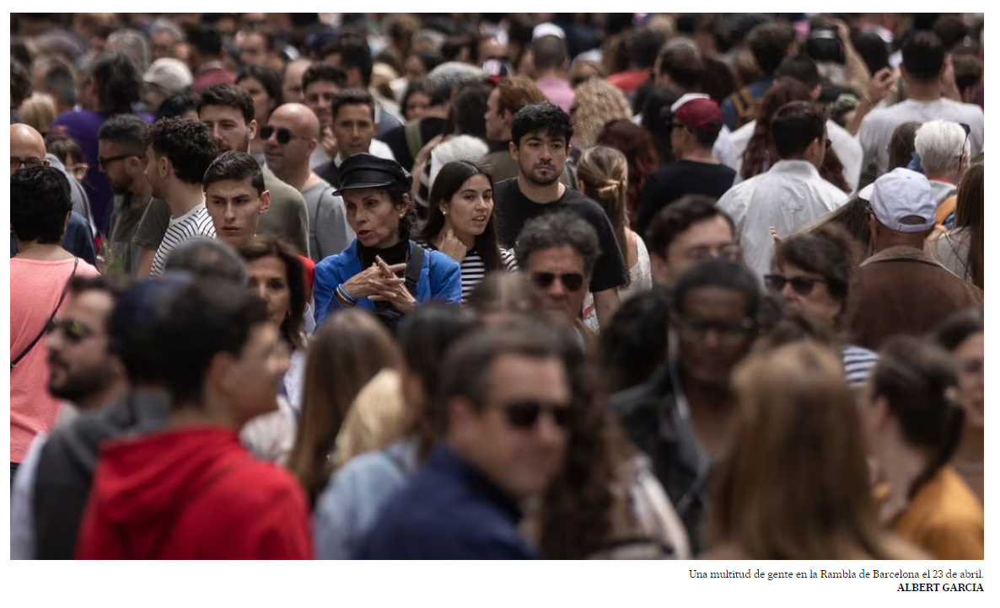 Una multitud de gente en la Rambla de Barcelona el 23 de abril.
ALBERT GARCIA